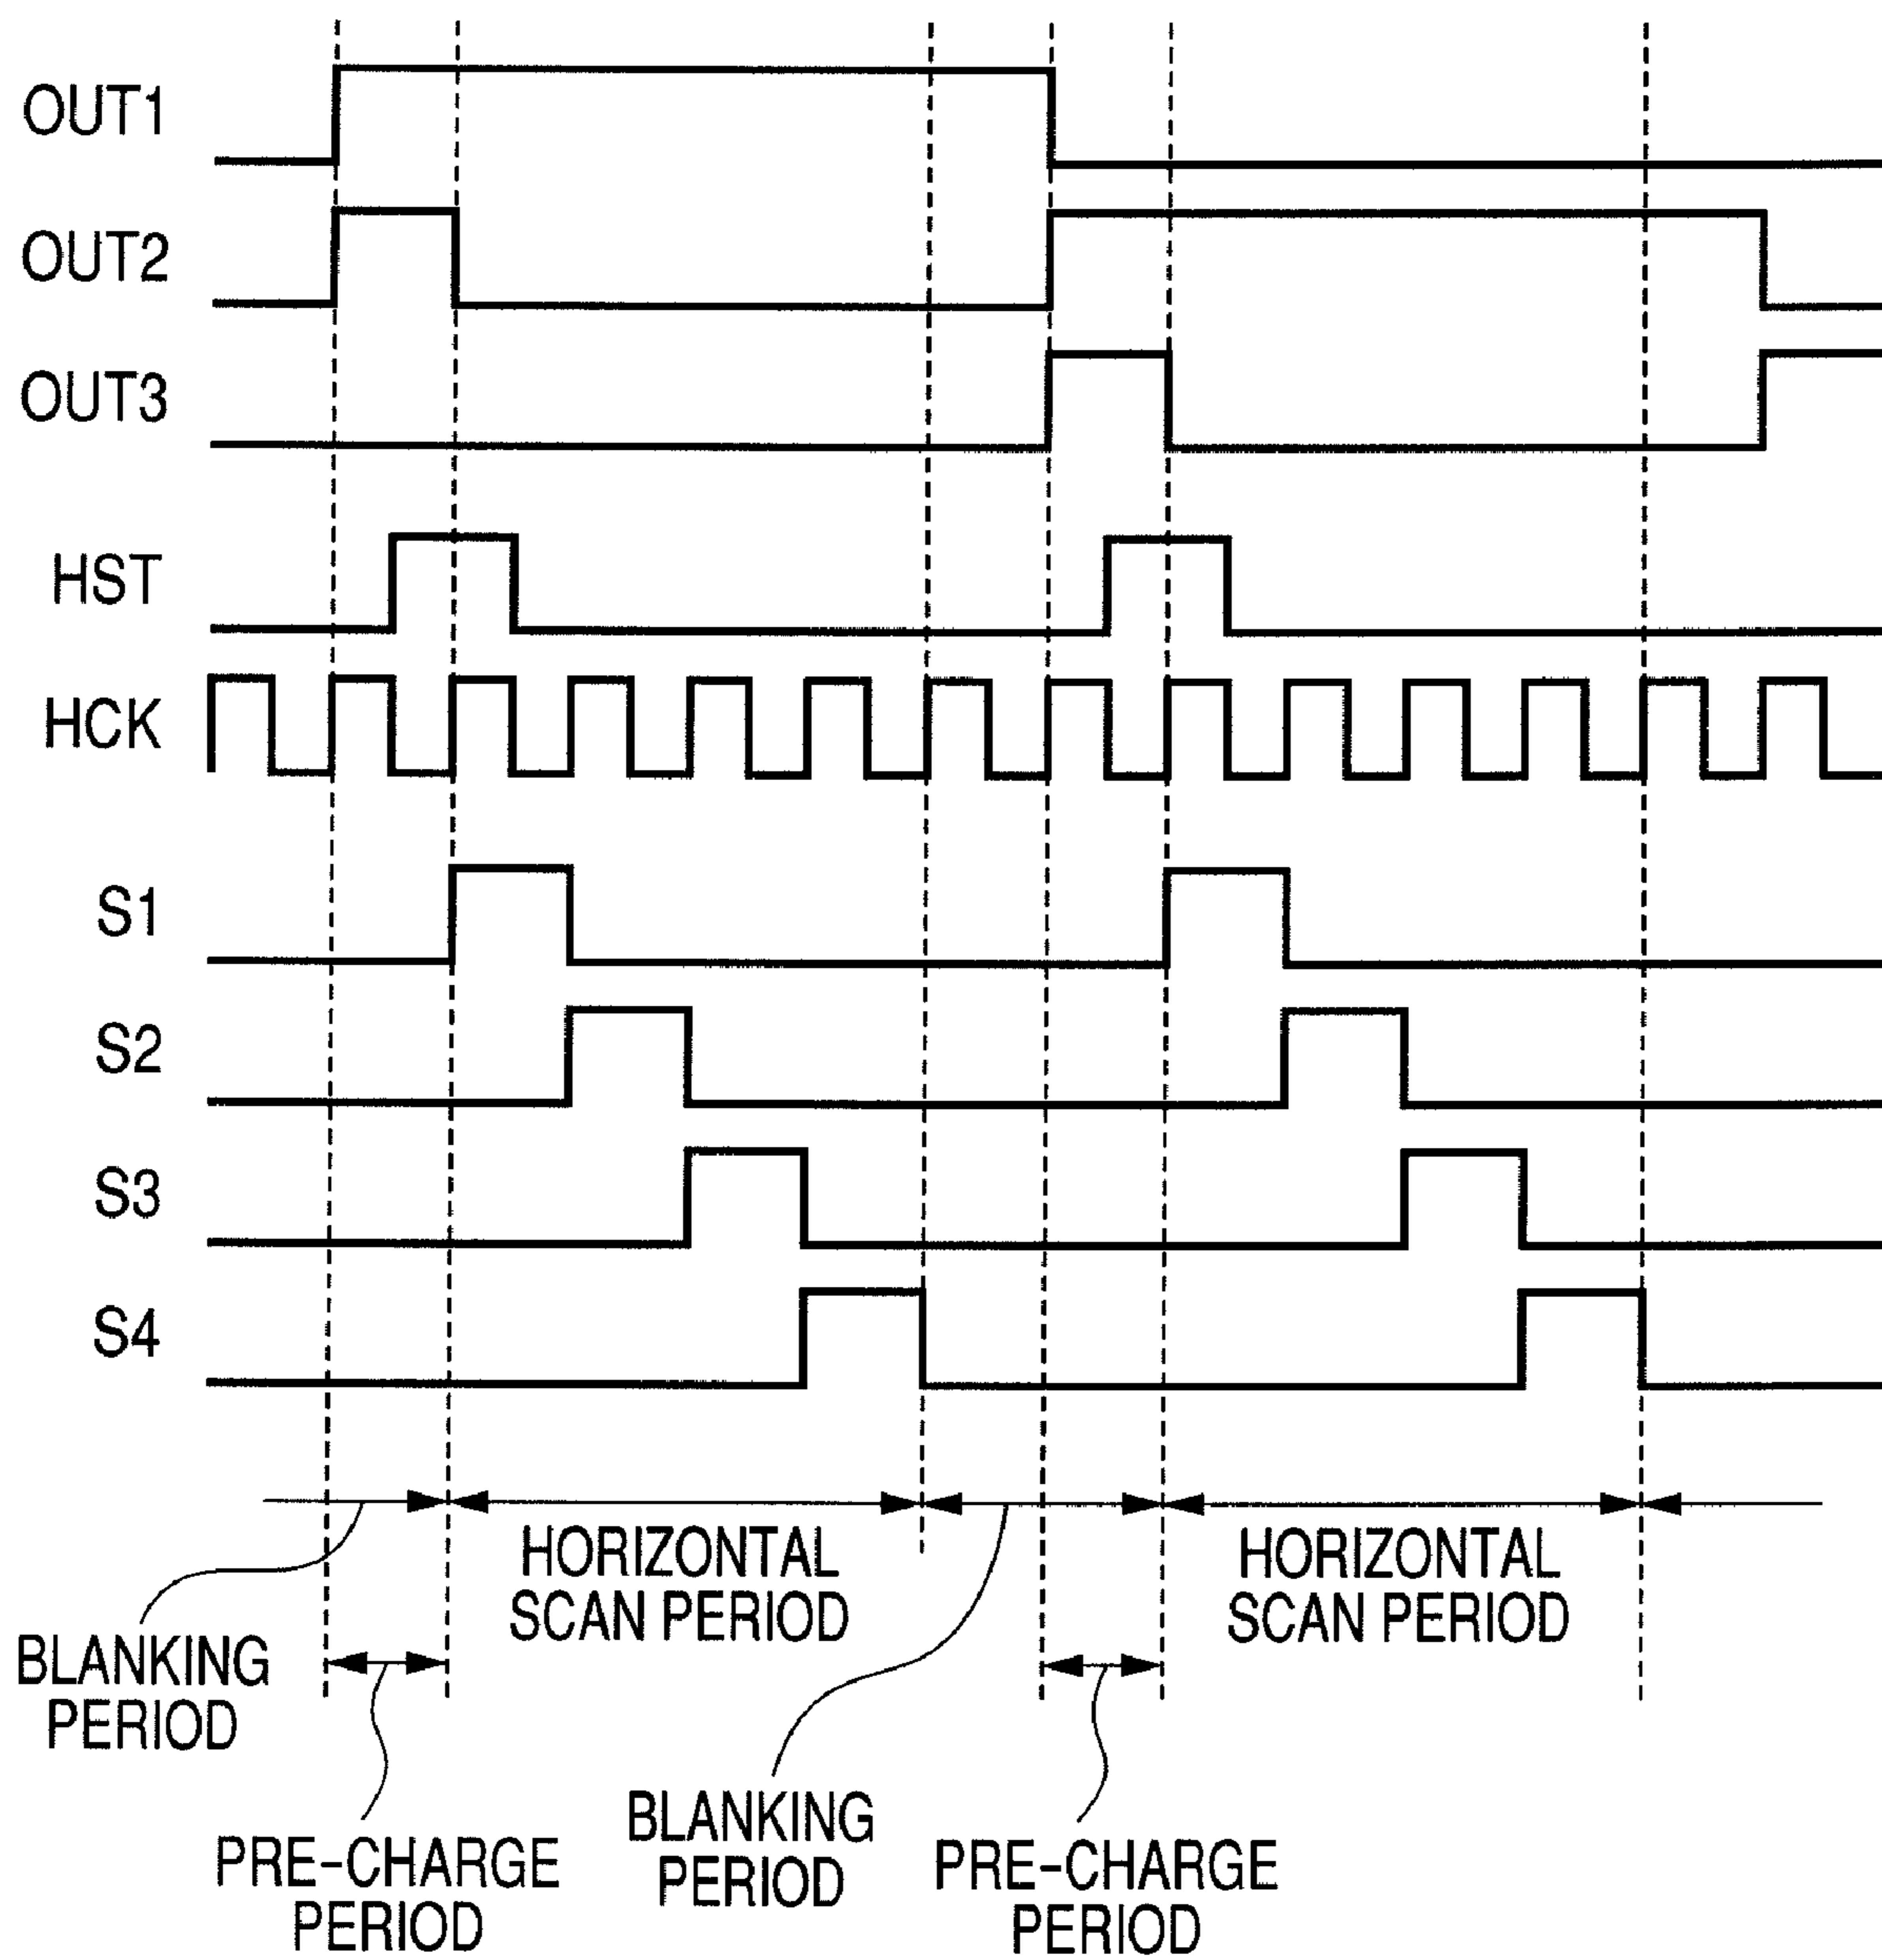 OUT1
OUT2
OUT3
HST
HCK
S1
S2
S3
S4
HORIZONTAL
SCAN PERIOD
HORIZONTAL
SCAN PERIOD
BLANKING
PERIOD
PRE-CHARGE
PERIOD
BLANKING
PERIOD
PRE-CHARGE
PERIOD